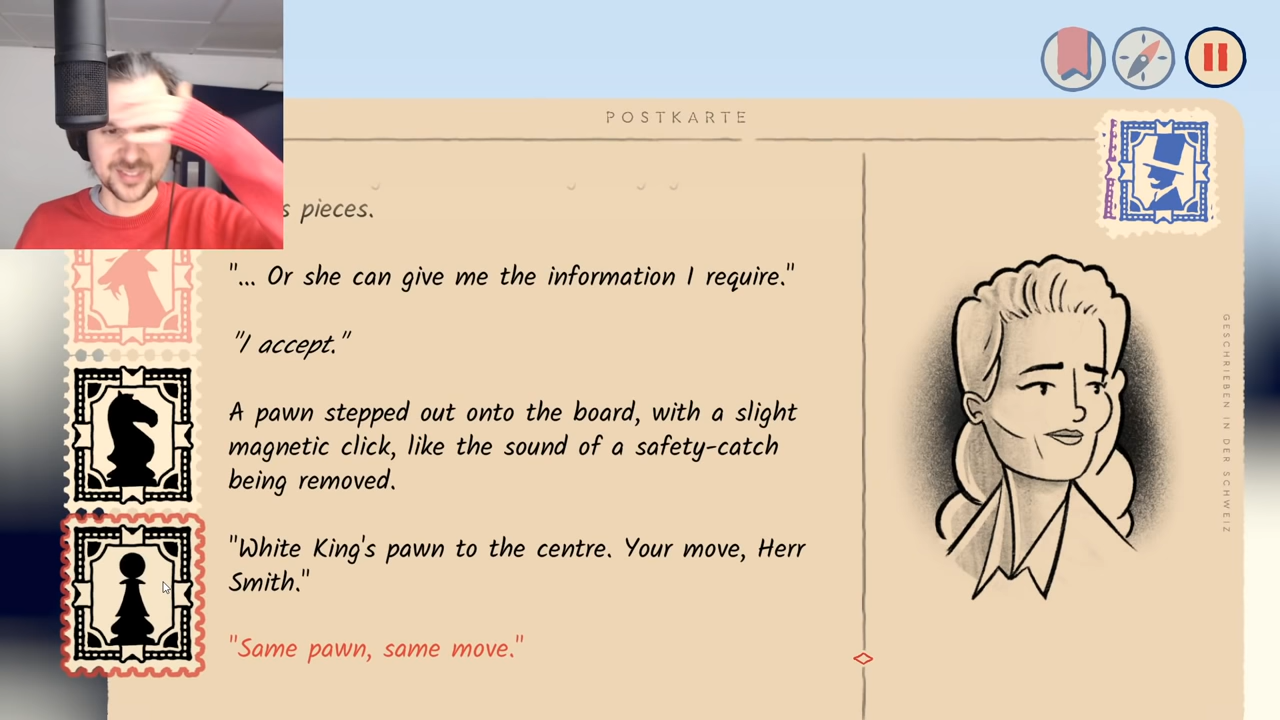 POSTKARTE
s pieces.
"... Or she can give me the information I require."
"I accept."
A pawn stepped out onto the board, with a slight
magnetic click, like the sound of a safety-catch
being removed.
"White King's pawn to the centre. Your move, Herr
Smith."
"Same pawn, same move."
GESCHRIEBEN IN DER SCHWEIZ